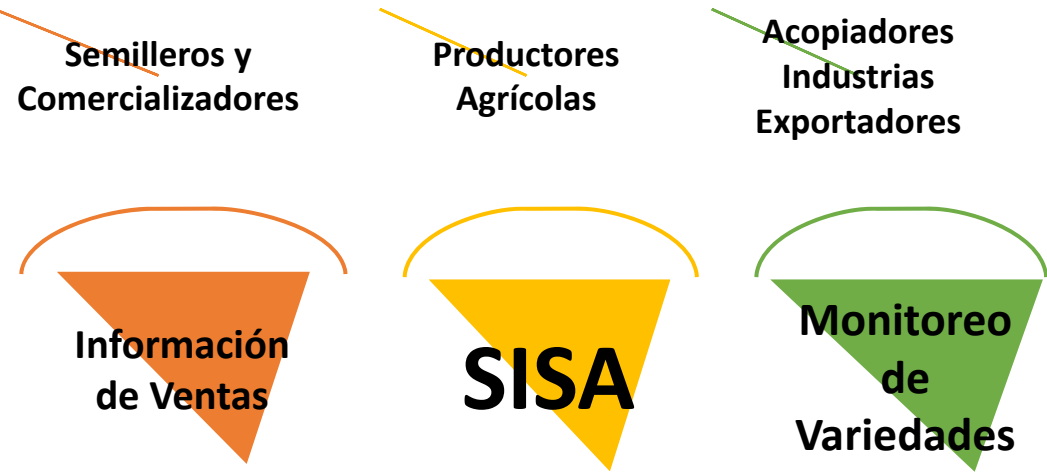 Semilleros y
Comercializadores
Productores
Agrícolas
Acopiadores
Industrias
Exportadores
Información
de Ventas
SISA
Monitoreo
de
Variedades